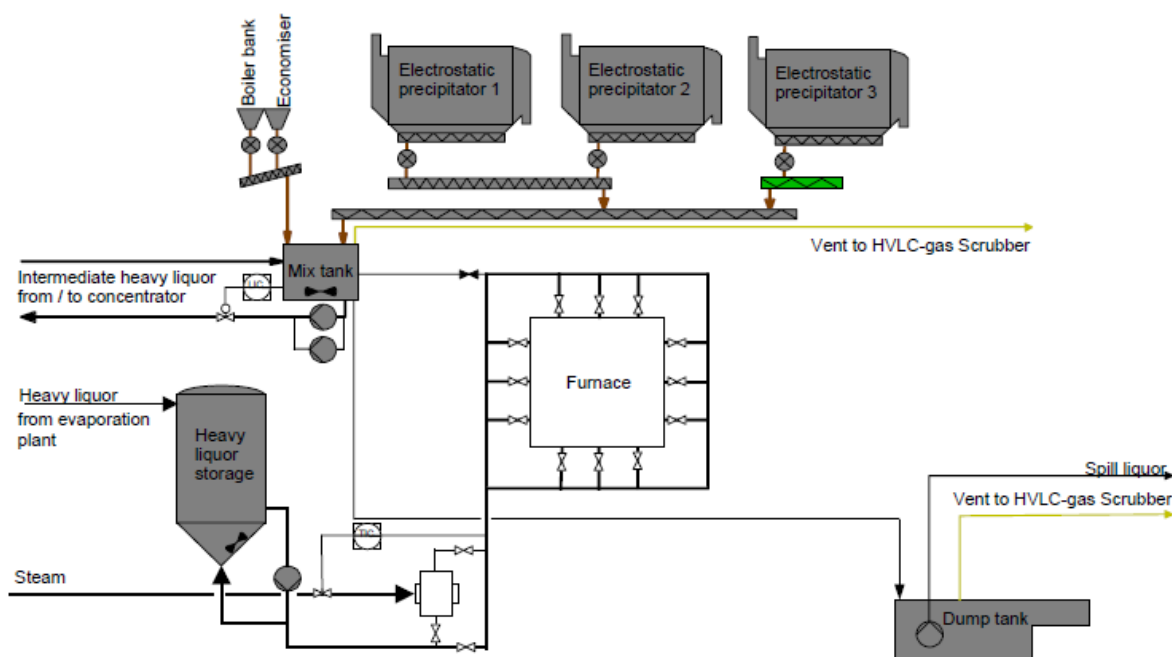 Boiler bank
Economiser
Electrostatic
precipitator 1
Electrostatic
precipitator 2
Electrostatic
precipitator 3
Vent to HVLC-gas Scrubber
Mix tank
Intermediate heavy liquor
from / to concentrator
Furnace
Heavy liquor
from evaporation
plant
Heavy
liquor
storage
Spill liquor
Vent to HVLC-gas Scrubber
TIC
Steam
Dump tank